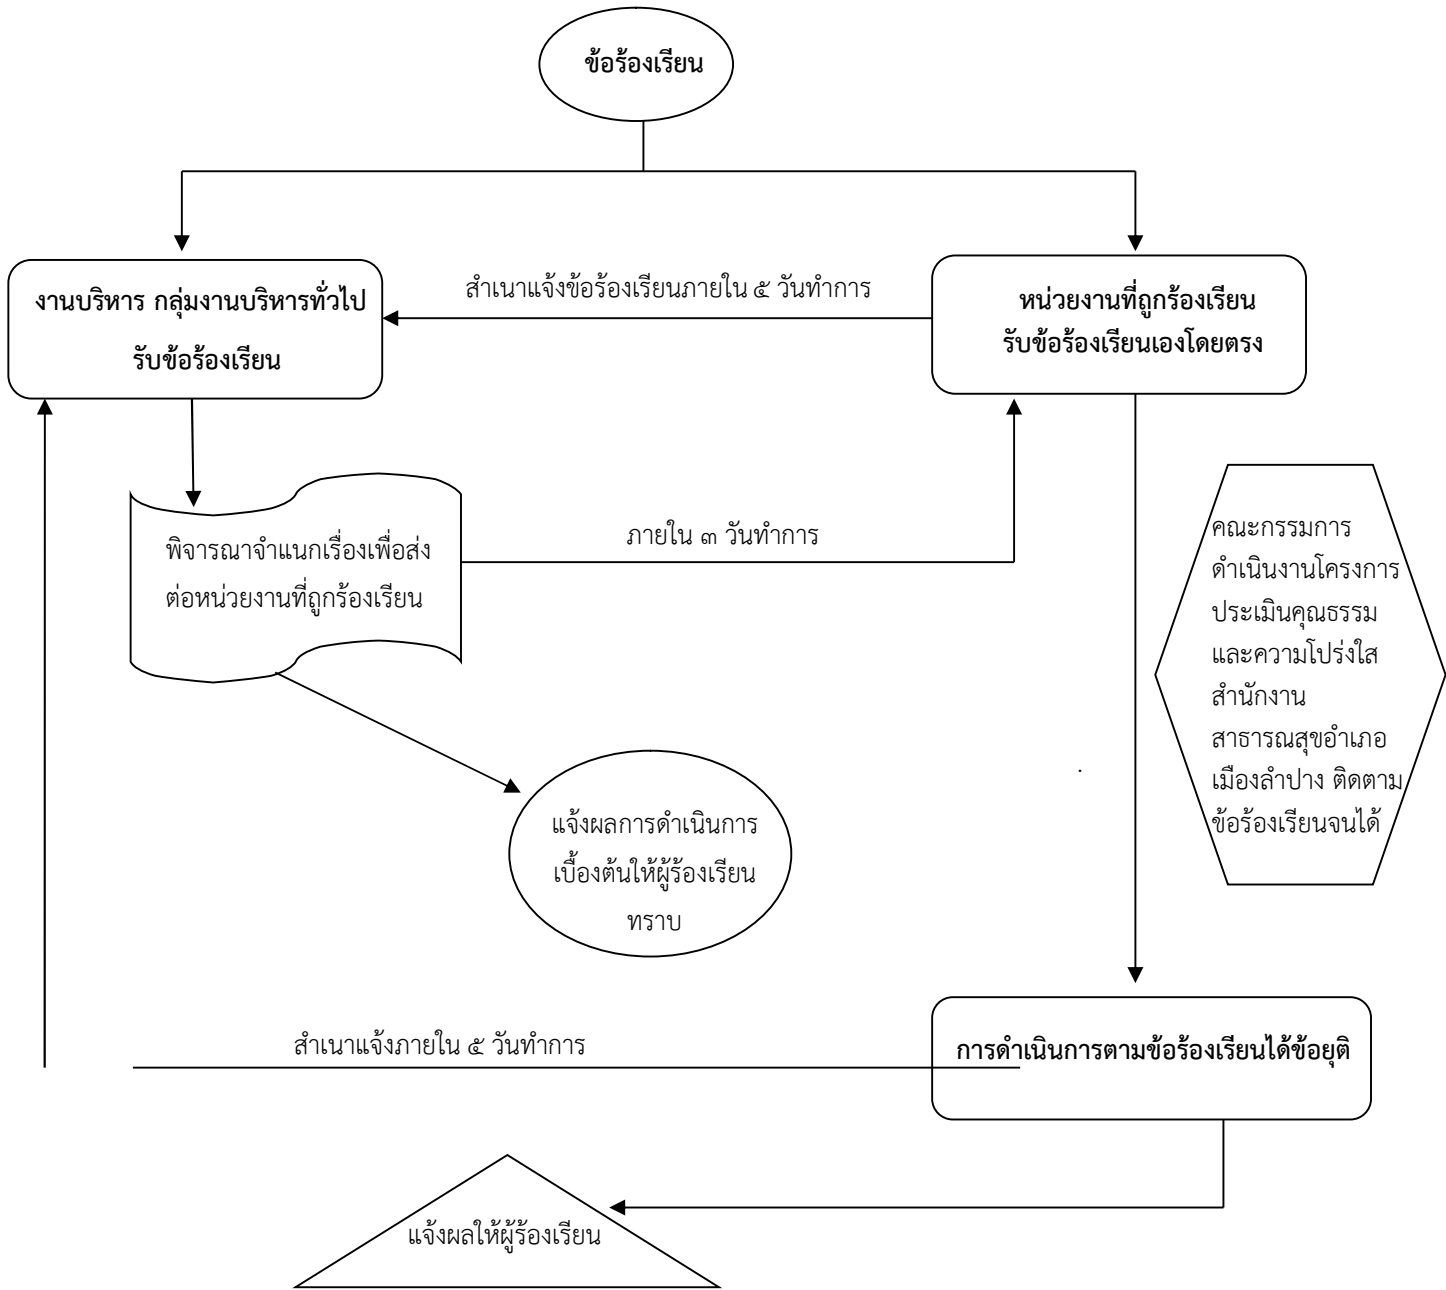 ข้อร้องเรียน
งานบริหาร กลุ่มงานบริหารทั่วไป
รับข้อร้องเรียน
สำเนาแจ้งข้อร้องเรียนภายใน ๕ วันทำการ
หน่วยงานที่ถูกร้องเรียน
รับข้อร้องเรียนเองโดยตรง
พิจารณาจำแนกเรื่องเพื่อส่ง
ต่อหน่วยงานที่ถูกร้องเรียน
ภายใน ๓ วันทำการ
คณะกรรมการ
ดำเนินงานโครงการ
ประเมินคุณธรรม
และความโปร่งใส
สำนักงาน
สาธารณสุขอำเภอ
เมืองลำปาง ติดตาม
ข้อร้องเรียนจนได้
แจ้งผลการดำเนินการ
เบื้องต้นให้ผู้ร้องเรียน
ทราบ
สำเนาแจ้งภายใน ๕ วันทำการ
การดำเนินการตามข้อร้องเรียนได้ข้อยุติ
แจ้งผลให้ผู้ร้องเรียน